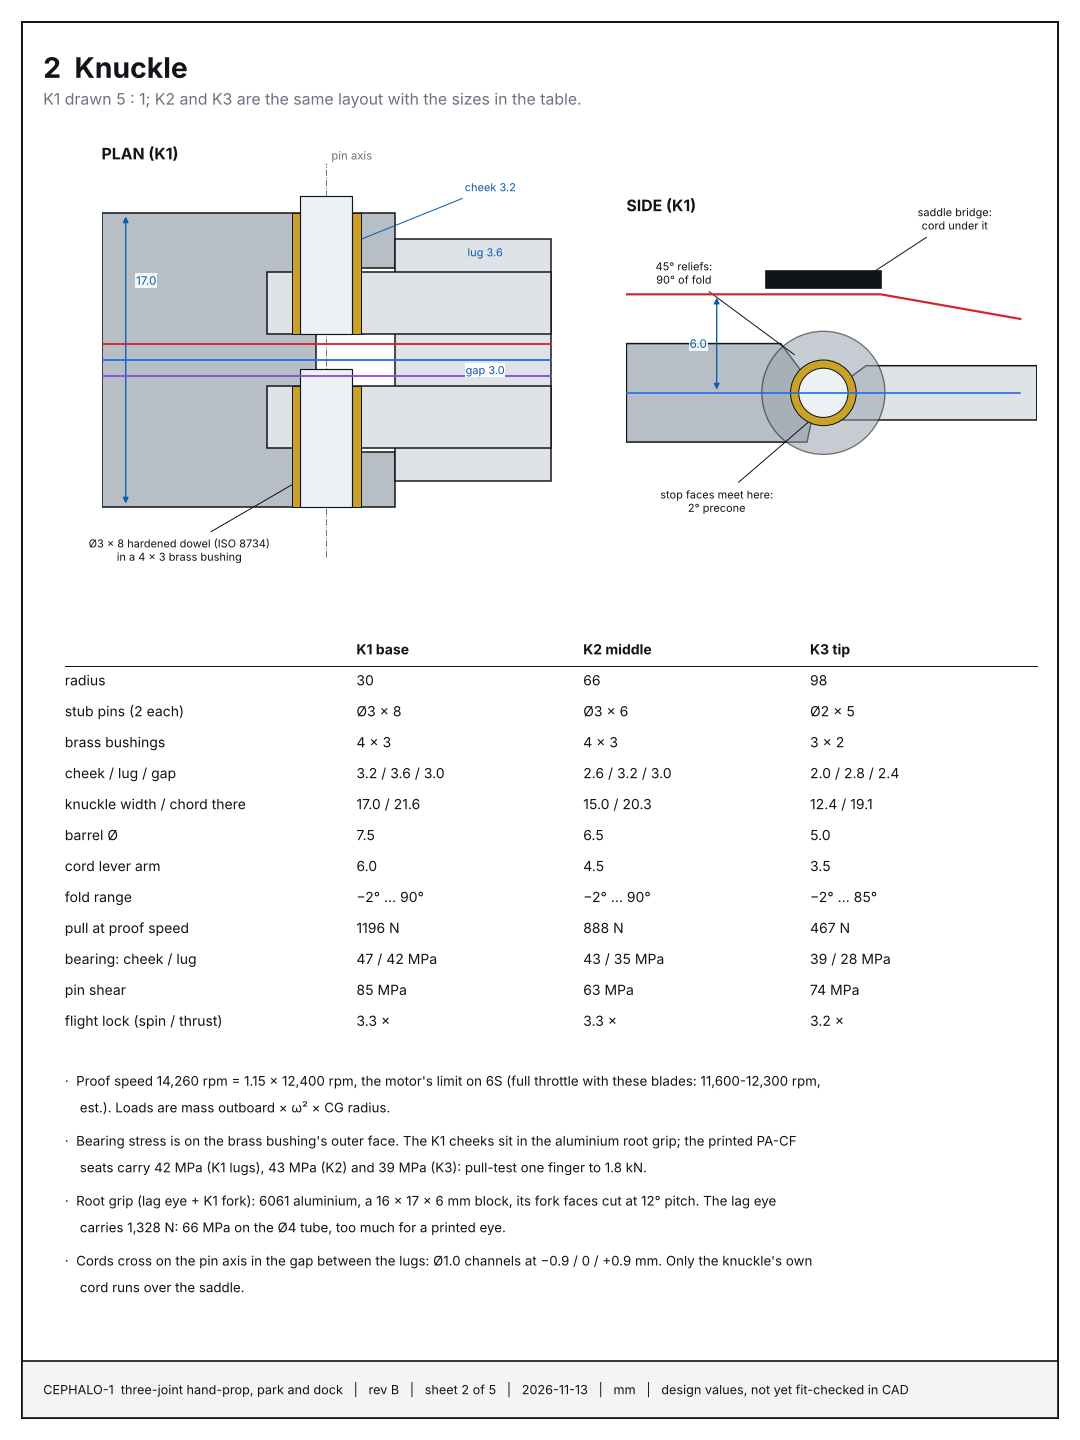 2 Knuckle
K1 drawn 5 : 1; K2 and K3 are the same layout with the sizes in the table.
PLAN (K1)
pin axis
cheek 3.2
lug 3.6
17.0
gap 3.0
Ø3 × 8 hardened dowel (ISO 8734)
in a 4 × 3 brass bushing
SIDE (K1)
saddle bridge:
cord under it
45° reliefs:
90° of fold
6.0
stop faces meet here:
2° precone
K1 base K2 middle K3 tip
radius 30 66 98
stub pins (2 each) Ø3 × 8 Ø3 × 6 Ø2 × 5
brass bushings 4 × 3 4 × 3 3 × 2
cheek / lug / gap 3.2 / 3.6 / 3.0 2.6 / 3.2 / 3.0 2.0 / 2.8 / 2.4
knuckle width / chord there 17.0 / 21.6 15.0 / 20.3 12.4 / 19.1
barrel Ø 7.5 6.5 5.0
cord lever arm 6.0 4.5 3.5
fold range −2° … 90° −2° … 90° −2° … 85°
pull at proof speed 1196 N 888 N 467 N
bearing: cheek / lug 47 / 42 MPa 43 / 35 MPa 39 / 28 MPa
pin shear 85 MPa 63 MPa 74 MPa
flight lock (spin / thrust) 3.3 × 3.3 × 3.2 ×
· Proof speed 14,260 rpm = 1.15 × 12,400 rpm, the motor's limit on 6S (full throttle with these blades: 11,600-12,300 rpm,
est.). Loads are mass outboard × ω² × CG radius.
· Bearing stress is on the brass bushing's outer face. The K1 cheeks sit in the aluminium root grip; the printed PA-CF
seats carry 42 MPa (K1 lugs), 43 MPa (K2) and 39 MPa (K3): pull-test one finger to 1.8 kN.
· Root grip (lag eye + K1 fork): 6061 aluminium, a 16 × 17 × 6 mm block, its fork faces cut at 12° pitch. The lag eye
carries 1,328 N: 66 MPa on the Ø4 tube, too much for a printed eye.
· Cords cross on the pin axis in the gap between the lugs: Ø1.0 channels at −0.9 / 0 / +0.9 mm. Only the knuckle's own
cord runs over the saddle.
CEPHALO-1 three-joint hand-prop, park and dock | rev B | sheet 2 of 5 | 2026-11-13 | mm | design values, not yet fit-checked in CAD